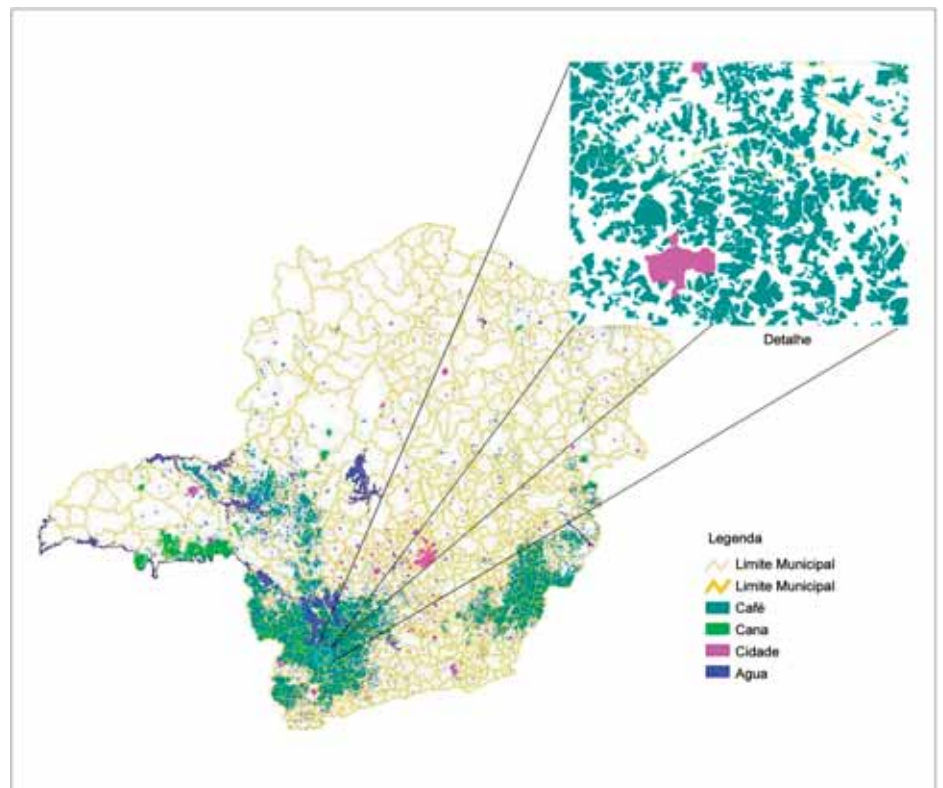 Detalhe
Legenda
Limite Municipal
Limite Municipal
Café
Cana
Cidade
Agua